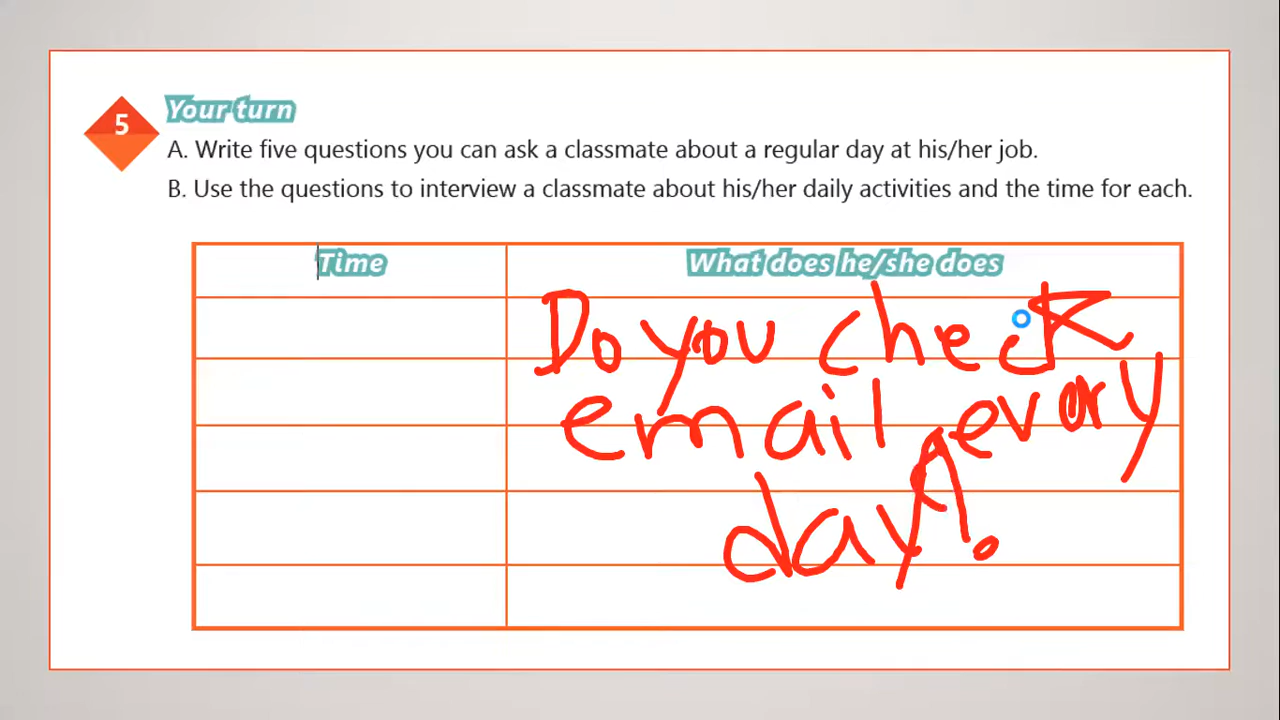 5
Your turn
A. Write five questions you can ask a classmate about a regular day at his/her job.
B. Use the questions to interview a classmate about his/her daily activities and the time for each.
Time
What does he/she does
Do you check
email every
day?